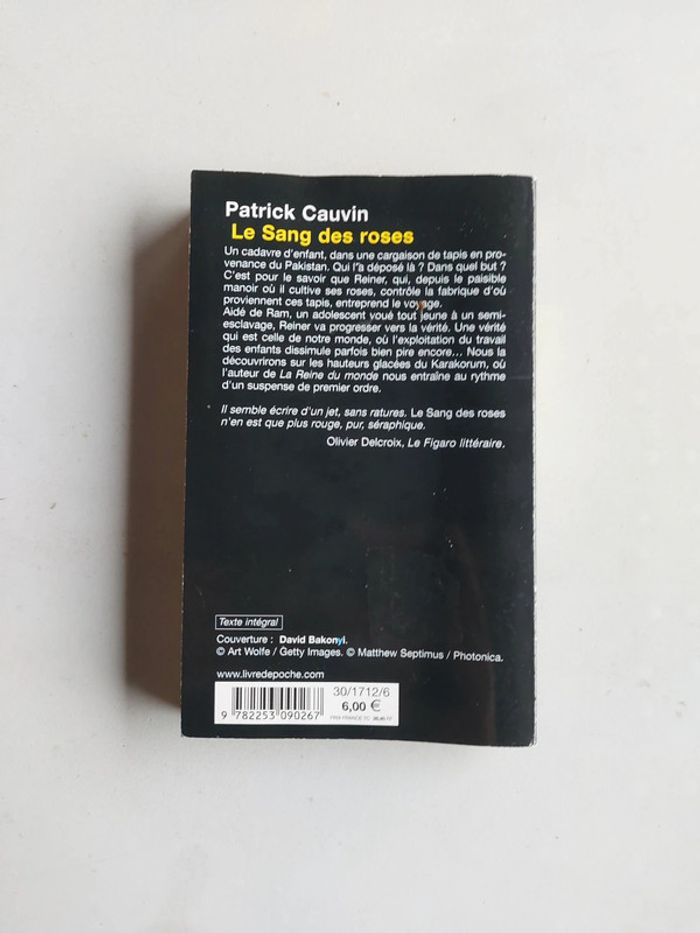 Patrick Cauvin
Le Sang des roses
Un cadavre d'enfant, dans une cargaison de tapis en pro-
venance du Pakistan. Qui l'a déposé là ? Dans quel but ?
C'est pour le savoir que Reiner, qui, depuis le paisible
manoir où il cultive ses roses, contrôle la fabrique d'où
proviennent ces tapis, entreprend le voyage.
Aidé de Ram, un adolescent voué tout jeune à un semi-
esclavage, Reiner va progresser vers la vérité. Une vérité
qui est celle de notre monde, où l'exploitation du travail
des enfants dissimule parfois bien pire encore... Nous la
découvrirons sur les hauteurs glacées du Karakorum, où
l'auteur de La Reine du monde nous entraîne au rythme
d'un suspense de premier ordre.
Il semble écrire d'un jet, sans ratures. Le Sang des roses
n'en est que plus rouge, pur, séraphique.
Olivier Delcroix, Le Figaro littéraire.
Texte intégral
Couverture : David Bakonyi.
© Art Wolfe / Getty Images. © Matthew Septimus / Photonica.
www.livredepoche.com
30/1712/6
6,00 €
PRIX FRANCE TC
9 782253 090267